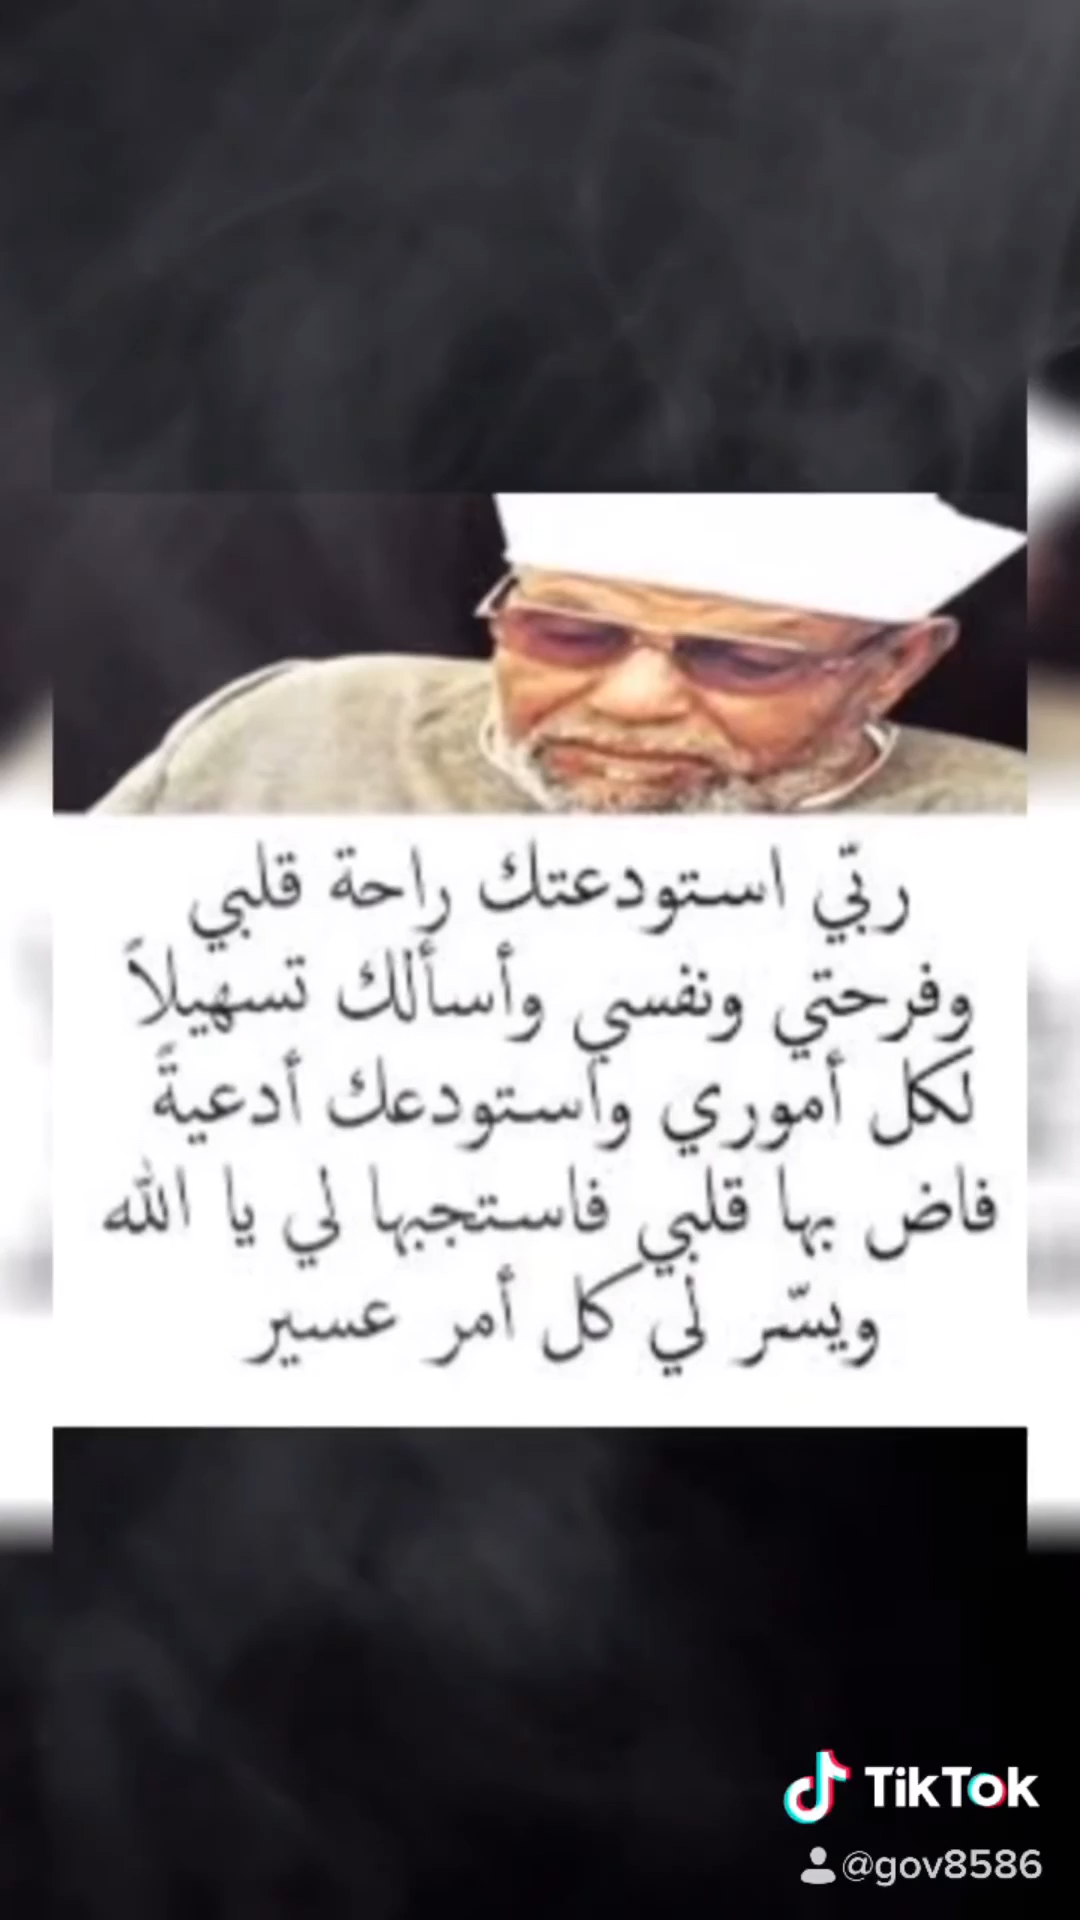 ربّي استودعتك راحة قلبي
وفرحتي ونفسي وأسألك تسهيلاً
لكل أموري واستودعك أدعيةً
فاض بها قلبي فاستجبها لي يا الله
ويسّر لي كل أمر عسير
TikTok
@gov8586